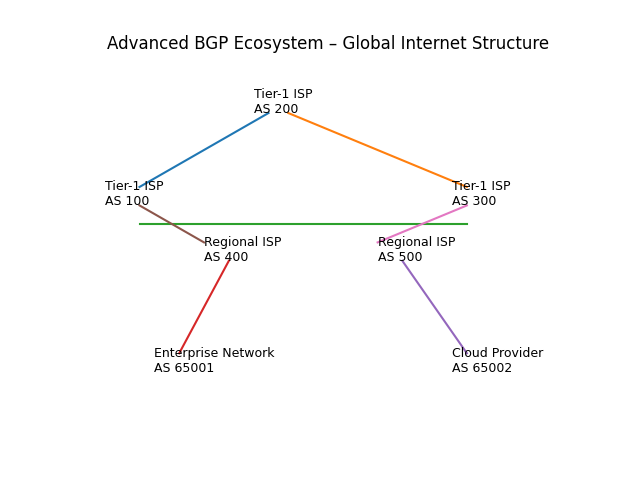 Advanced BGP Ecosystem – Global Internet Structure
Tier-1 ISP
AS 200
Tier-1 ISP
AS 100
Tier-1 ISP
AS 300
Regional ISP
AS 400
Regional ISP
AS 500
Enterprise Network
AS 65001
Cloud Provider
AS 65002